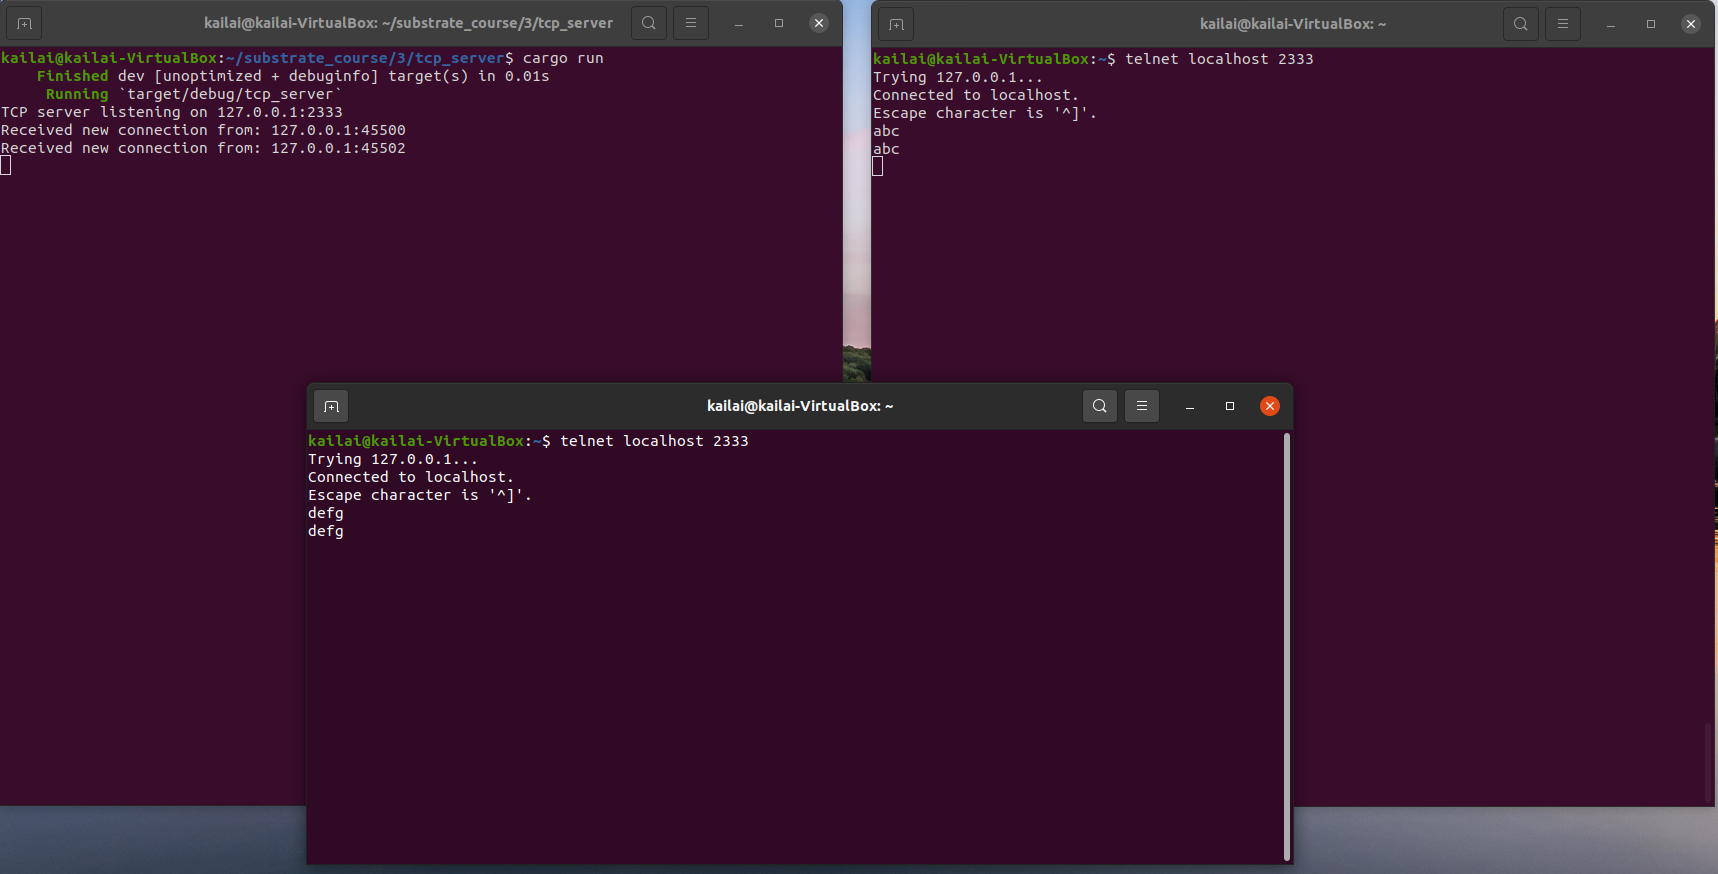 kailai@kailai-VirtualBox: ~/substrate_course/3/tcp_server
kailai@kailai-VirtualBox:~/substrate_course/3/tcp_server$ cargo run
Finished dev [unoptimized + debuginfo] target(s) in 0.01s
Running `target/debug/tcp_server`
TCP server listening on 127.0.0.1:2333
Received new connection from: 127.0.0.1:45500
Received new connection from: 127.0.0.1:45502
kailai@kailai-VirtualBox: ~
kailai@kailai-VirtualBox:~$ telnet localhost 2333
Trying 127.0.0.1...
Connected to localhost.
Escape character is '^]'.
abc
abc
kailai@kailai-VirtualBox: ~
kailai@kailai-VirtualBox:~$ telnet localhost 2333
Trying 127.0.0.1...
Connected to localhost.
Escape character is '^]'.
defg
defg